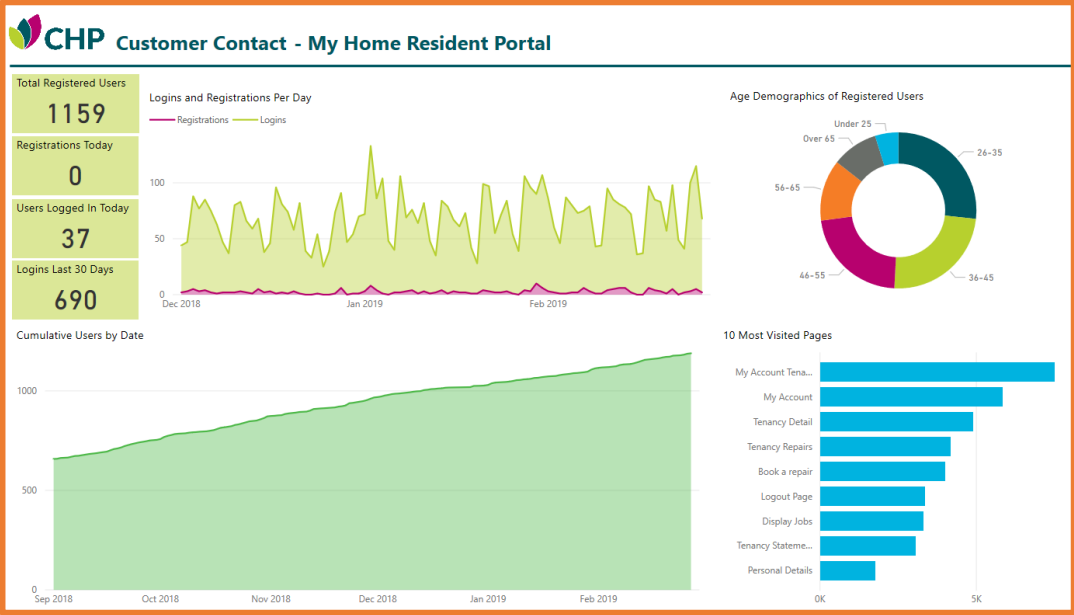 CHP Customer Contact - My Home Resident Portal
Total Registered Users
1159
Registrations Today
0
Users Logged In Today
37
Logins Last 30 Days
690
Logins and Registrations Per Day
Registrations Logins
100
50
0
Dec 2018 Jan 2019 Feb 2019
Age Demographics of Registered Users
Under 25
Over 65
26-35
56-65
46-55
36-45
Cumulative Users by Date
1000
500
0
Sep 2018 Oct 2018 Nov 2018 Dec 2018 Jan 2019 Feb 2019
10 Most Visited Pages
My Account Tena...
My Account
Tenancy Detail
Tenancy Repairs
Book a repair
Logout Page
Display Jobs
Tenancy Stateme...
Personal Details
0K 5K